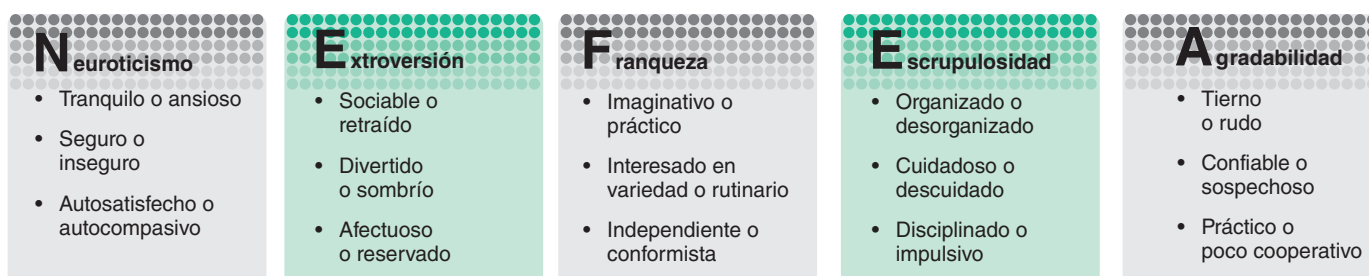 Neuroticismo
• Tranquilo o ansioso
• Seguro o
inseguro
• Autosatisfecho o
autocompasivo
Extroversión
• Sociable o
retraído
• Divertido
o sombrío
• Afectuoso
o reservado
Franqueza
• Imaginativo o
práctico
• Interesado en
variedad o rutinario
• Independiente o
conformista
Escrupulosidad
• Organizado o
desorganizado
• Cuidadoso o
descuidado
• Disciplinado o
impulsivo
Agradabilidad
• Tierno
o rudo
• Confiable o
sospechoso
• Práctico o
poco cooperativo